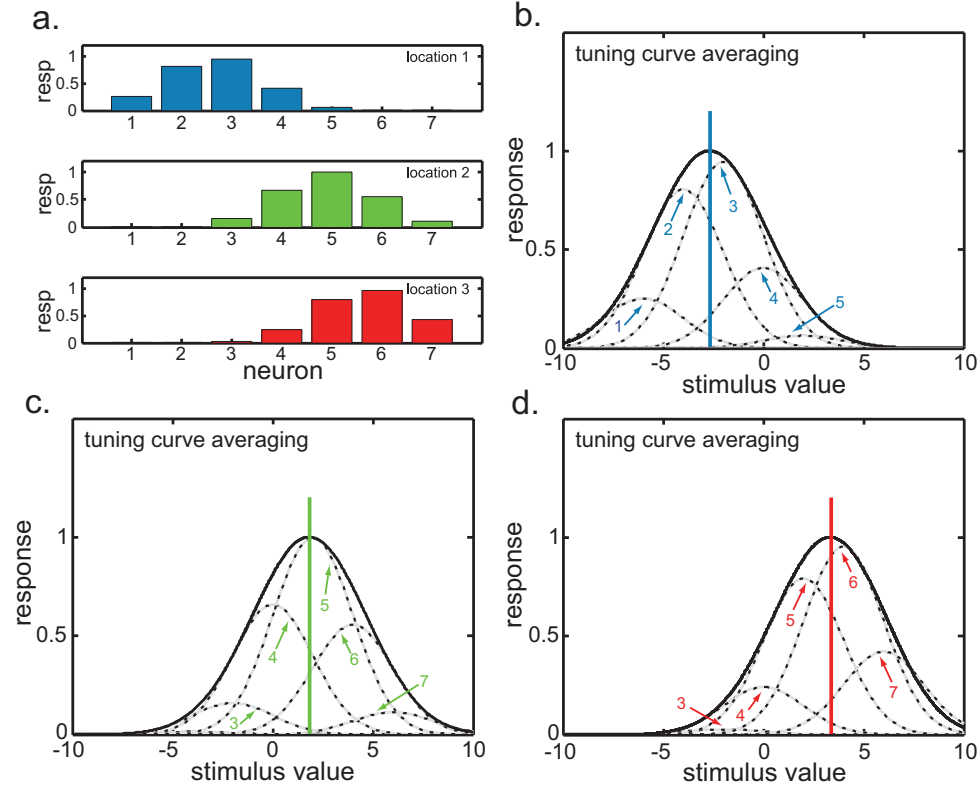 a.
resp
1
0.5
0
location 1
1 2 3 4 5 6 7
resp
1
0.5
0
location 2
1 2 3 4 5 6 7
resp
1
0.5
0
location 3
1 2 3 4 5 6 7
neuron
b.
tuning curve averaging
response
1
0.5
0
1
2
3
4
5
-10 -5 0 5 10
stimulus value
c.
tuning curve averaging
response
1
0.5
0
3
4
5
6
7
-10 -5 0 5 10
stimulus value
d.
tuning curve averaging
response
1
0.5
0
3
4
5
6
7
-10 -5 0 5 10
stimulus value